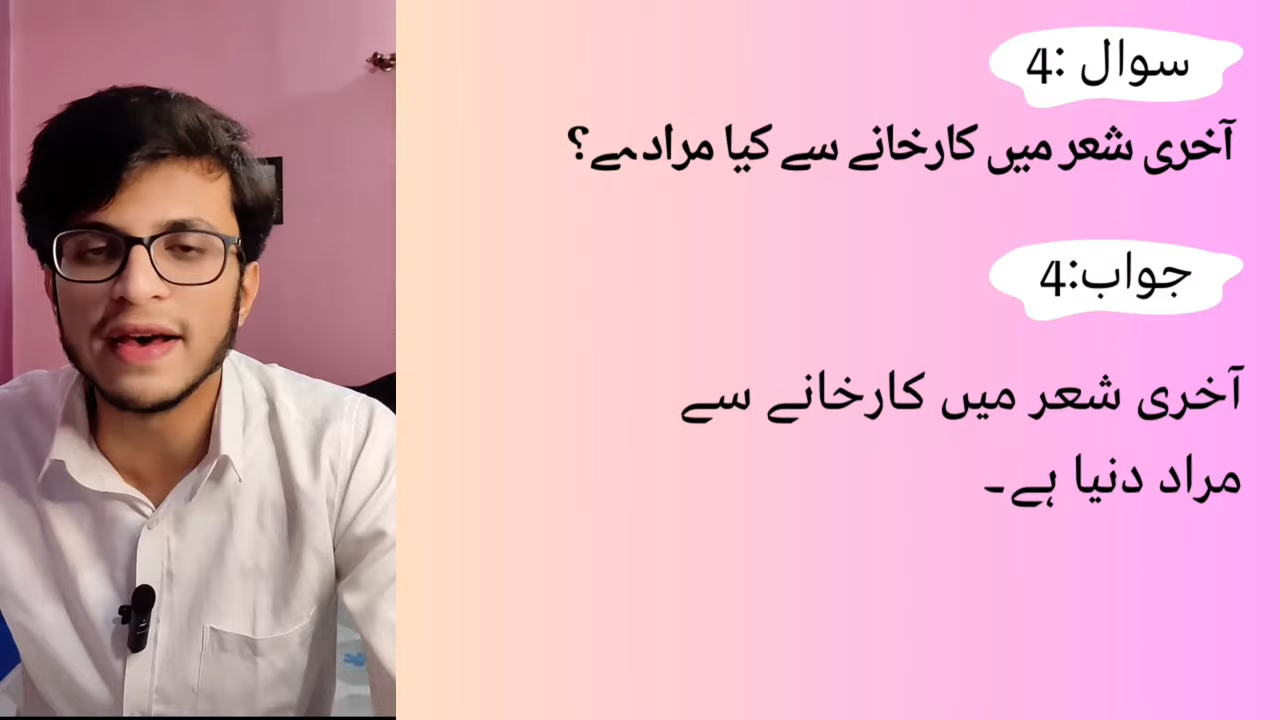 سوال :4
آخری شعر میں کارخانے سے کیا مراد ہے؟
جواب:4
آخری شعر میں کارخانے سے
مراد دنیا ہے۔